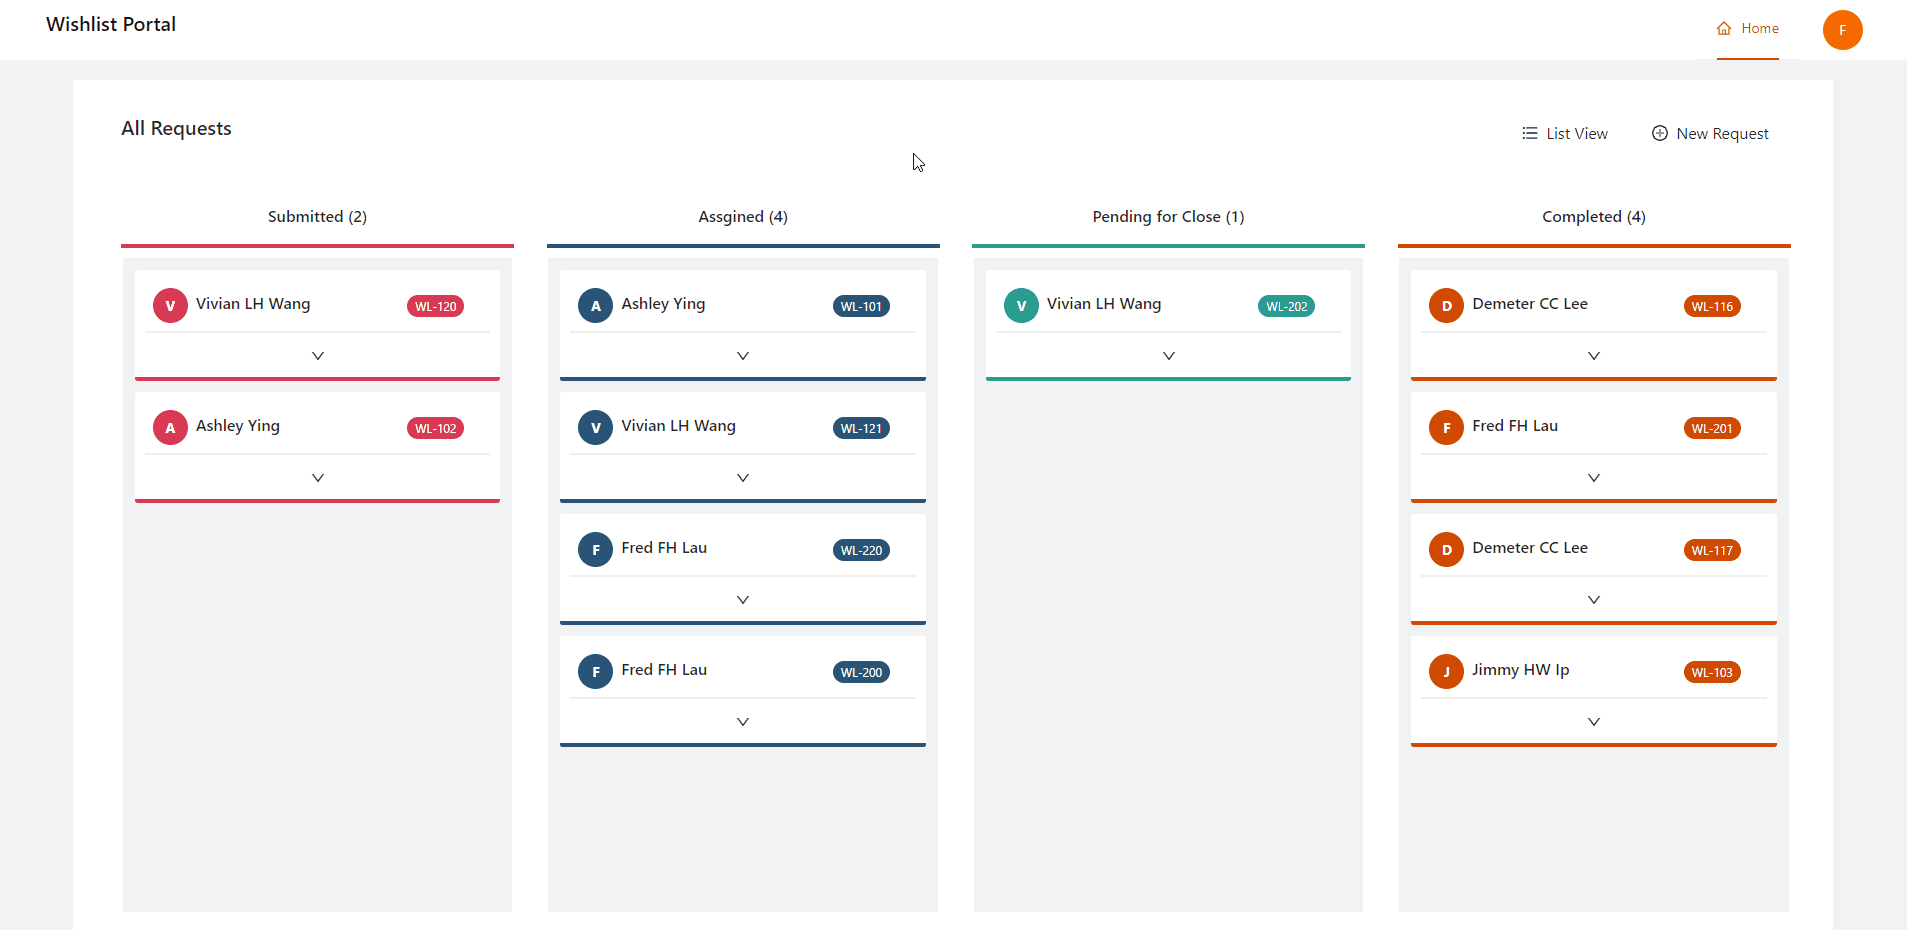 Wishlist Portal
Home
F
All Requests
List View
New Request
Submitted (2)
V Vivian LH Wang WL-120
A Ashley Ying WL-102
Assgined (4)
A Ashley Ying WL-101
V Vivian LH Wang WL-121
F Fred FH Lau WL-220
F Fred FH Lau WL-200
Pending for Close (1)
V Vivian LH Wang WL-202
Completed (4)
D Demeter CC Lee WL-116
F Fred FH Lau WL-201
D Demeter CC Lee WL-117
J Jimmy HW Ip WL-103